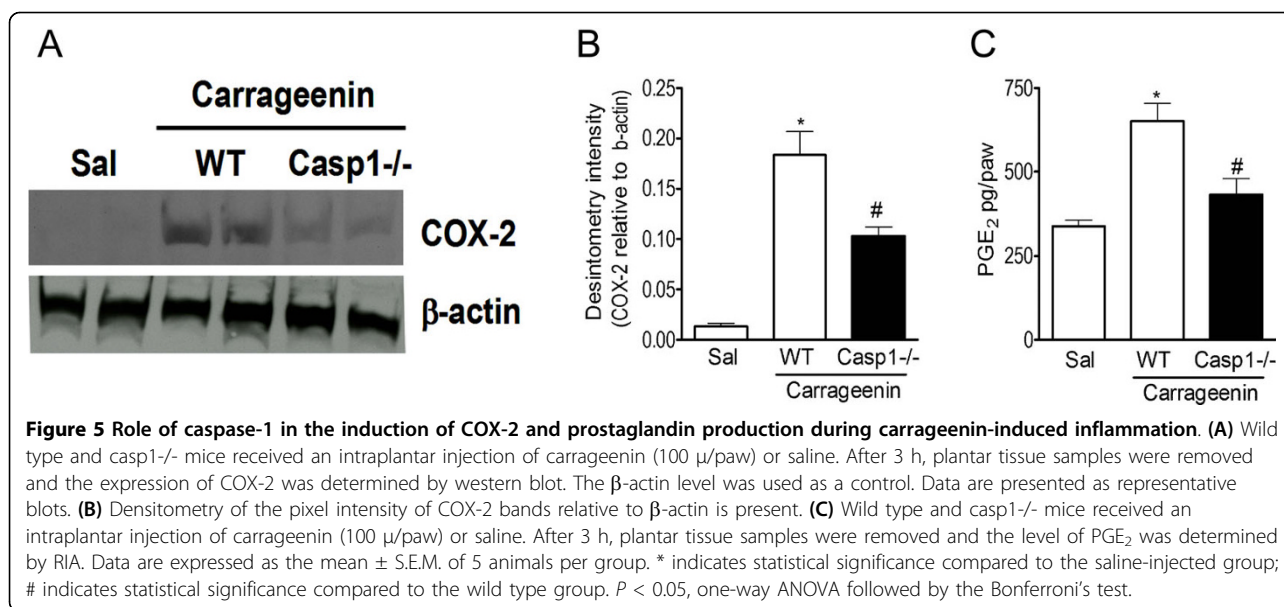 A
Carrageenin
Sal WT Casp1-/-
COX-2
β-actin
B
Desintometry intensity
(COX-2 relative to b-actin)
0.25
0.20
0.15
0.10
0.05
0.00
*
#
Sal WT Casp1-/-
Carrageenin
C
PGE2 pg/paw
750
500
250
0
*
#
Sal WT Casp1-/-
Carrageenin
Figure 5 Role of caspase-1 in the induction of COX-2 and prostaglandin production during carrageenin-induced inflammation. (A) Wild
type and casp1-/- mice received an intraplantar injection of carrageenin (100 μ/paw) or saline. After 3 h, plantar tissue samples were removed
and the expression of COX-2 was determined by western blot. The β-actin level was used as a control. Data are presented as representative
blots. (B) Densitometry of the pixel intensity of COX-2 bands relative to β-actin is present. (C) Wild type and casp1-/- mice received an
intraplantar injection of carrageenin (100 μ/paw) or saline. After 3 h, plantar tissue samples were removed and the level of PGE2 was determined
by RIA. Data are expressed as the mean ± S.E.M. of 5 animals per group. * indicates statistical significance compared to the saline-injected group;
# indicates statistical significance compared to the wild type group. P < 0.05, one-way ANOVA followed by the Bonferroni's test.